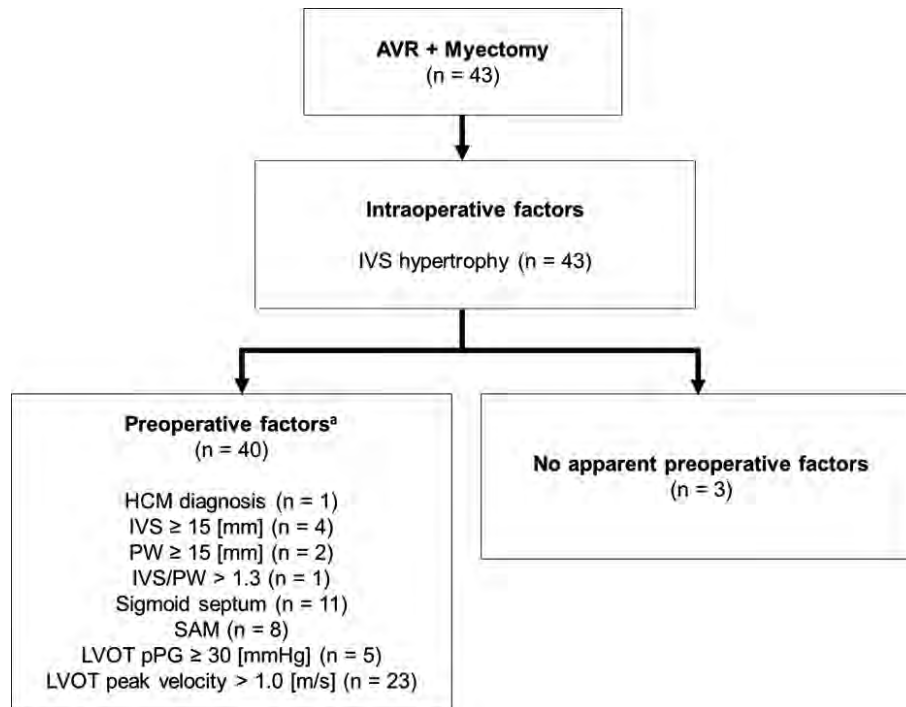 AVR + Myectomy
(n = 43)
Intraoperative factors
IVS hypertrophy (n = 43)
Preoperative factorsᵃ
(n = 40)
HCM diagnosis (n = 1)
IVS ≥ 15 [mm] (n = 4)
PW ≥ 15 [mm] (n = 2)
IVS/PW > 1.3 (n = 1)
Sigmoid septum (n = 11)
SAM (n = 8)
LVOT pPG ≥ 30 [mmHg] (n = 5)
LVOT peak velocity > 1.0 [m/s] (n = 23)
No apparent preoperative factors
(n = 3)